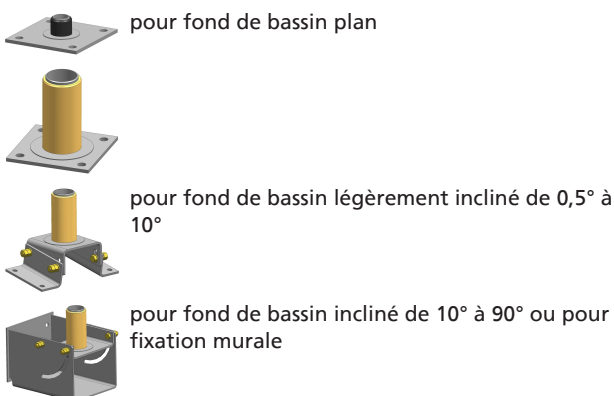 pour fond de bassin plan
pour fond de bassin légèrement incliné de 0,5° à
10°
pour fond de bassin incliné de 10° à 90° ou pour
fixation murale